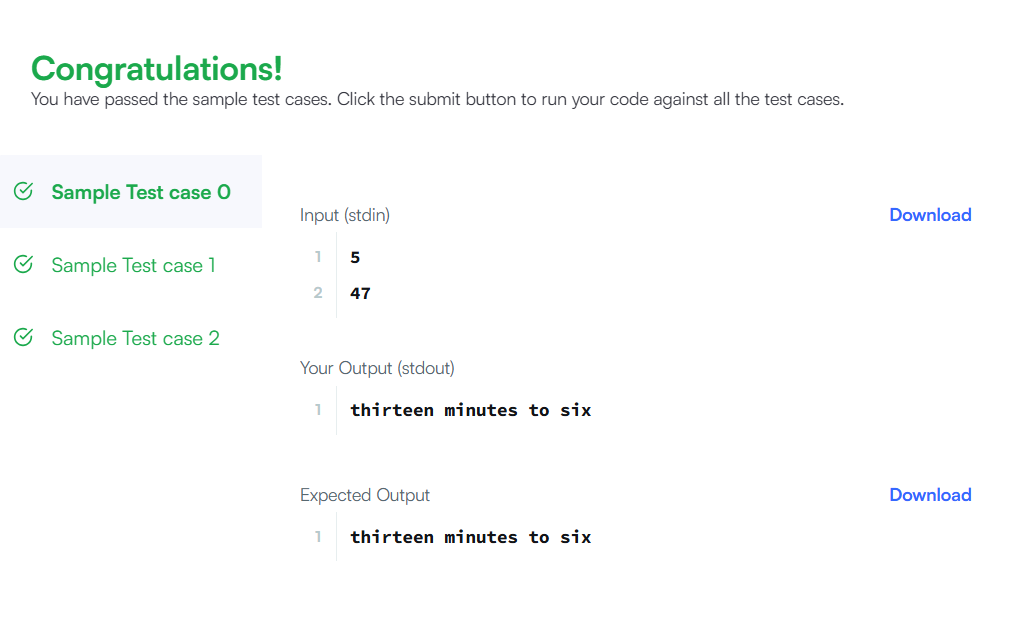 Congratulations!
You have passed the sample test cases. Click the submit button to run your code against all the test cases.
Sample Test case 0
Sample Test case 1
Sample Test case 2
Input (stdin)
Download
1 5
2 47
Your Output (stdout)
1 thirteen minutes to six
Expected Output
Download
1 thirteen minutes to six